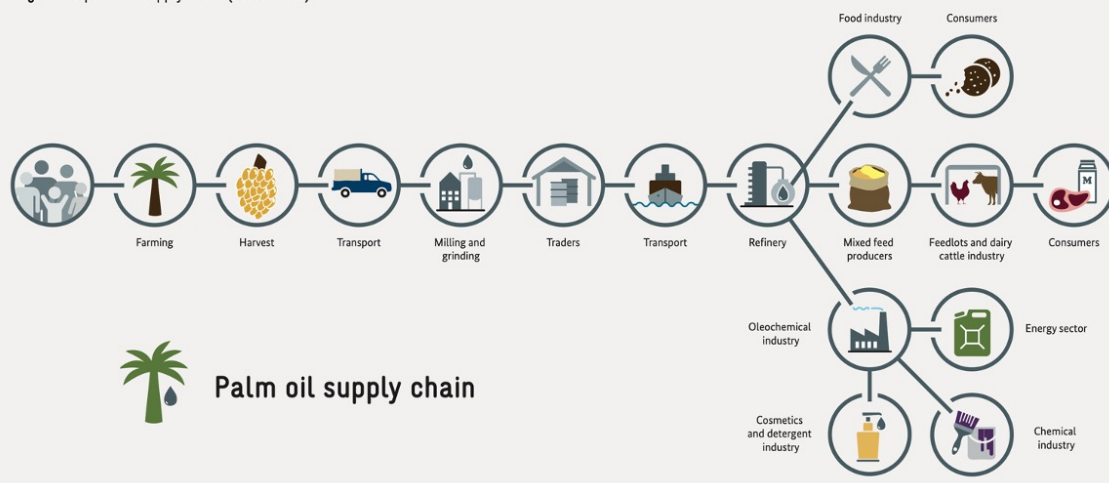 Food industry
Consumers
Farming
Harvest
Transport
Milling and
grinding
Traders
Transport
Refinery
Mixed feed
producers
Feedlots and dairy
cattle industry
Consumers
M
Oleochemical
industry
Energy sector
Palm oil supply chain
Cosmetics
and detergent
industry
Chemical
industry